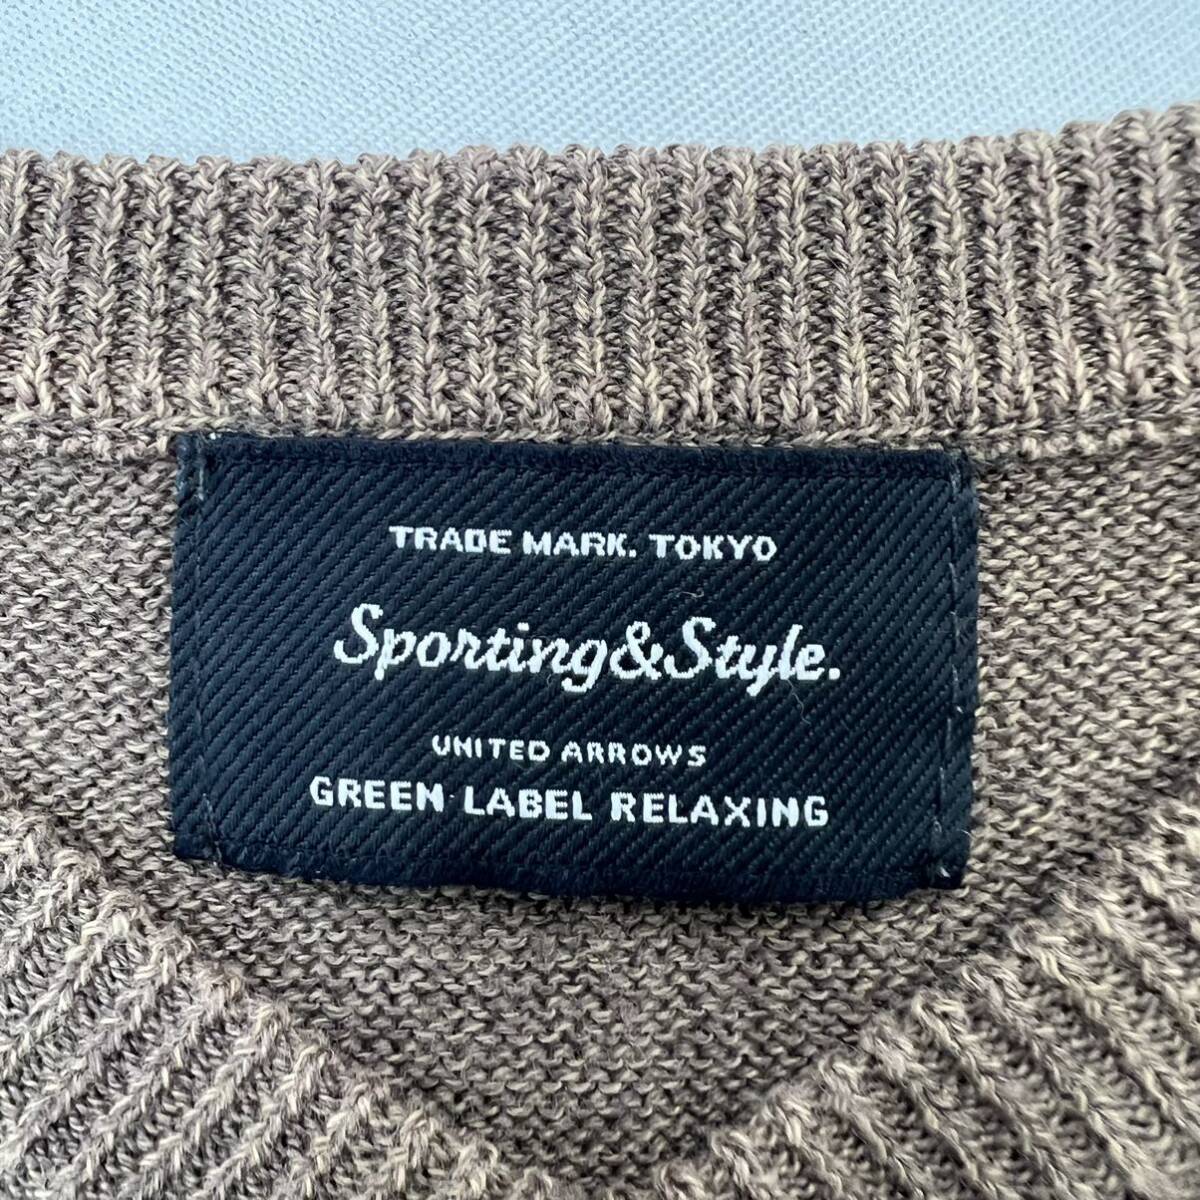 TRADE MARK. TOKYO
Sporting&Style.
UNITED ARROWS
GREEN LABEL RELAXING